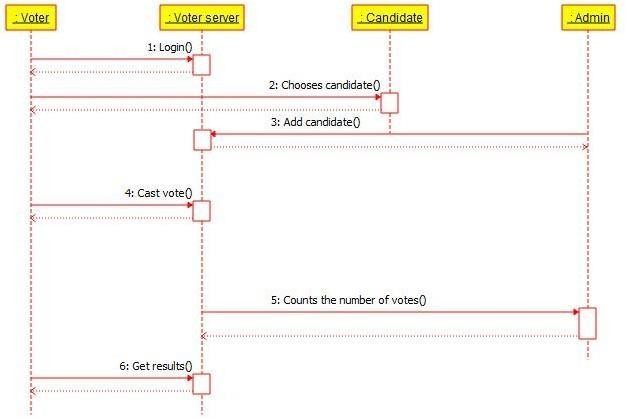 : Voter
: Voter server
: Candidate
: Admin
1: Login()
2: Chooses candidate()
3: Add candidate()
4: Cast vote()
5: Counts the number of votes()
6: Get results()